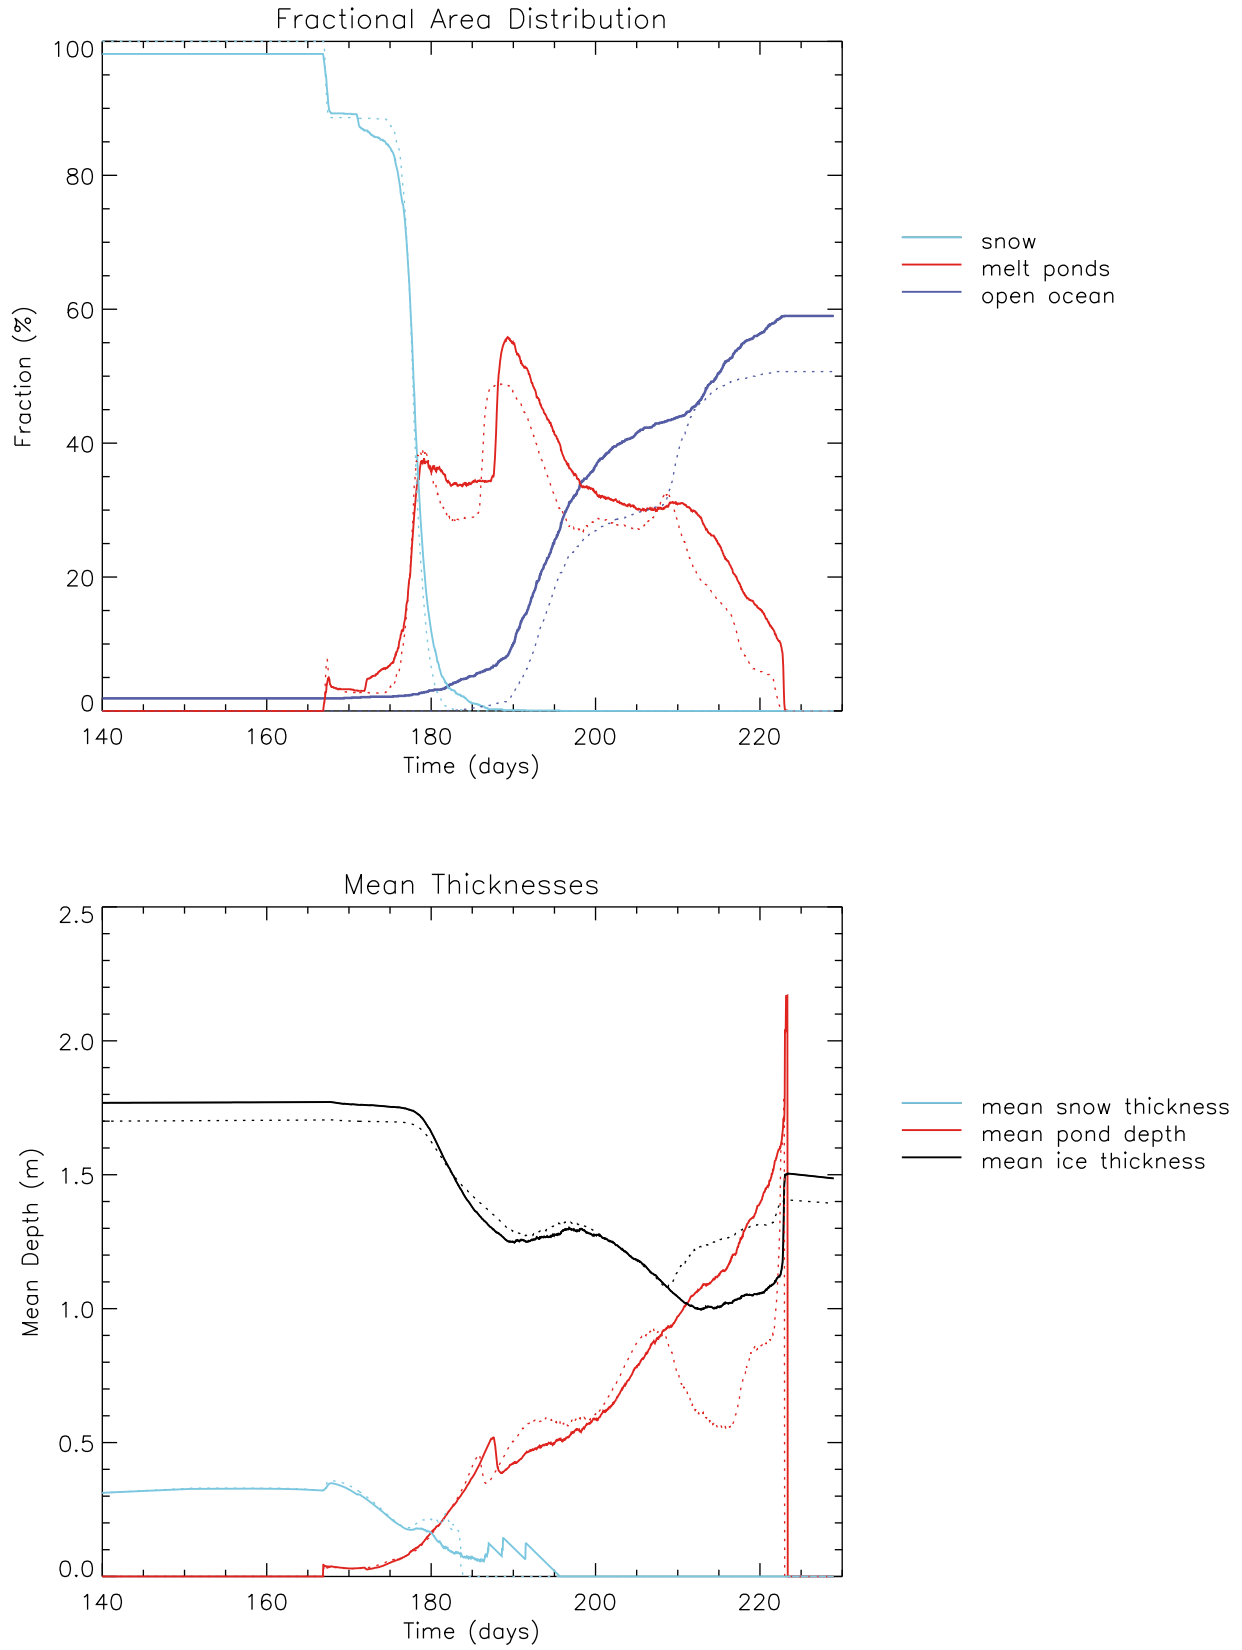 Fractional Area Distribution
100
80
60
40
20
0
Fraction (%)
140 160 180 200 220
Time (days)
snow
melt ponds
open ocean
Mean Thicknesses
2.5
2.0
1.5
1.0
0.5
0.0
Mean Depth (m)
140 160 180 200 220
Time (days)
mean snow thickness
mean pond depth
mean ice thickness